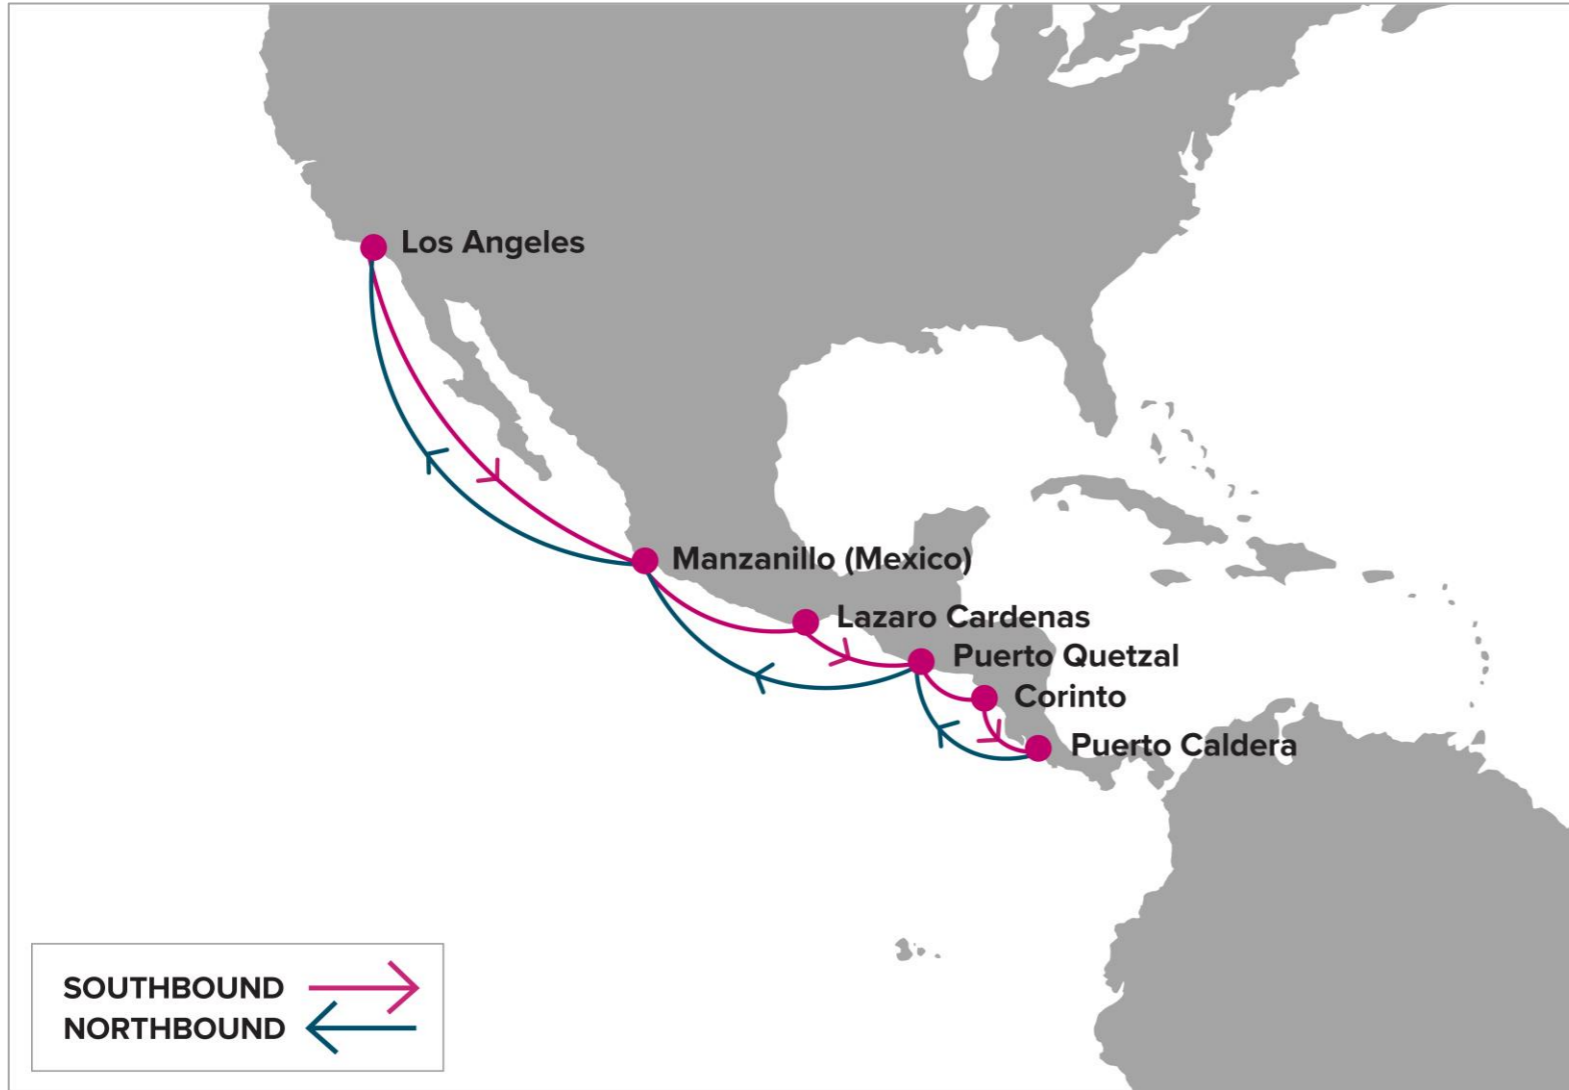 Los Angeles
Manzanillo (Mexico)
Lazaro Cardenas
Puerto Quetzal
Corinto
Puerto Caldera
SOUTHBOUND
NORTHBOUND